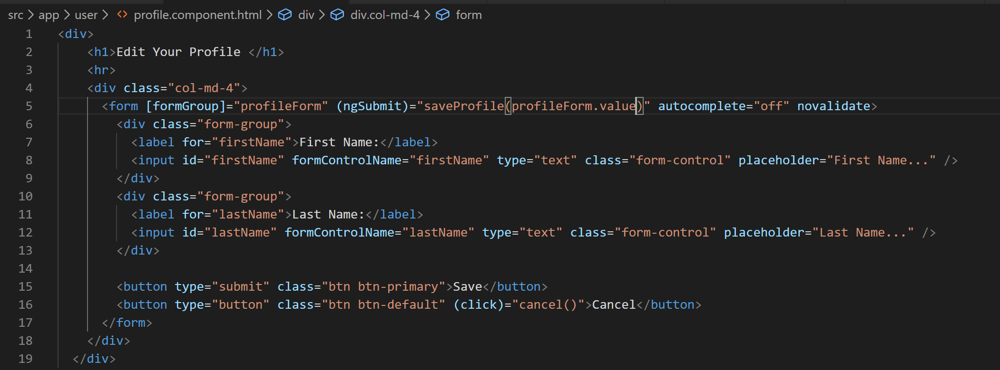 src > app > user > <> profile.component.html > div > div.col-md-4 > form
1 <div>
2 <h1>Edit Your Profile </h1>
3 <hr>
4 <div class="col-md-4">
5 <form [formGroup]="profileForm" (ngSubmit)="saveProfile(profileForm.value)" autocomplete="off" novalidate>
6 <div class="form-group">
7 <label for="firstName">First Name:</label>
8 <input id="firstName" formControlName="firstName" type="text" class="form-control" placeholder="First Name..." />
9 </div>
10 <div class="form-group">
11 <label for="lastName">Last Name:</label>
12 <input id="lastName" formControlName="lastName" type="text" class="form-control" placeholder="Last Name..." />
13 </div>
14
15 <button type="submit" class="btn btn-primary">Save</button>
16 <button type="button" class="btn btn-default" (click)="cancel()">Cancel</button>
17 </form>
18 </div>
19 </div>